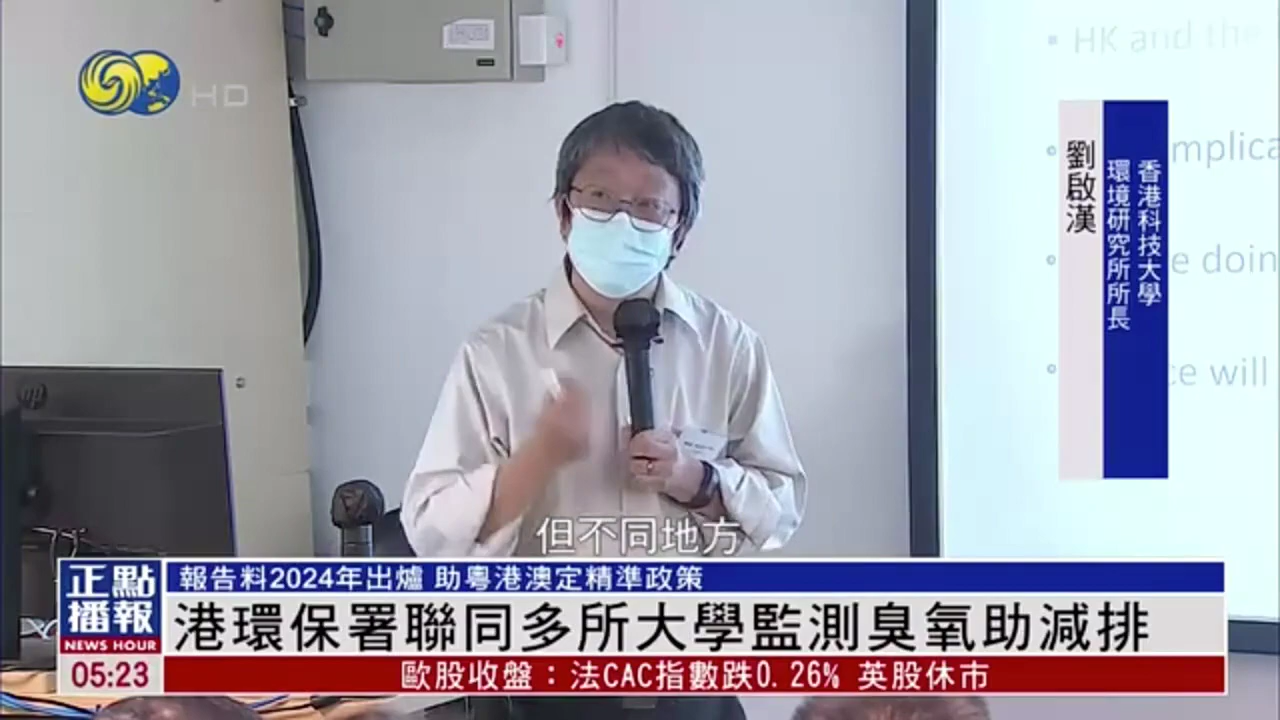 HD
HK and the
mplica
e doin
ce will
香港科技大學
環境研究所所長
劉啟漢
但不同地方
正點
播報
NEWS HOUR
05:23
報告料2024年出爐 助粵港澳定精準政策
港環保署聯同多所大學監測臭氧助減排
歐股收盤：法CAC指數跌0.26% 英股休市